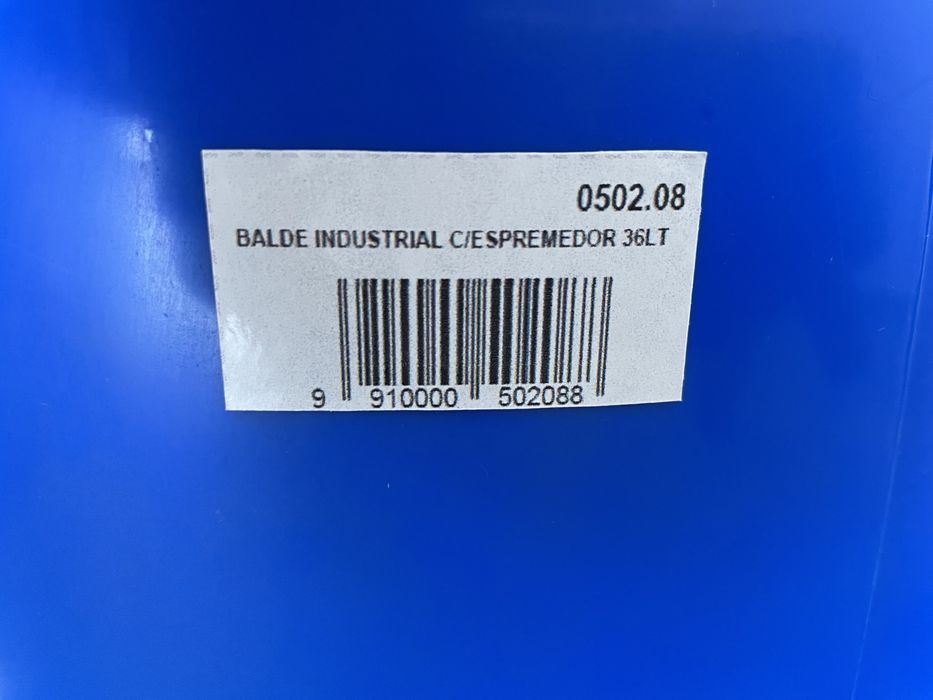 0502.08
BALDE INDUSTRIAL C/ESPREMEDOR 36LT
9 910000 502088